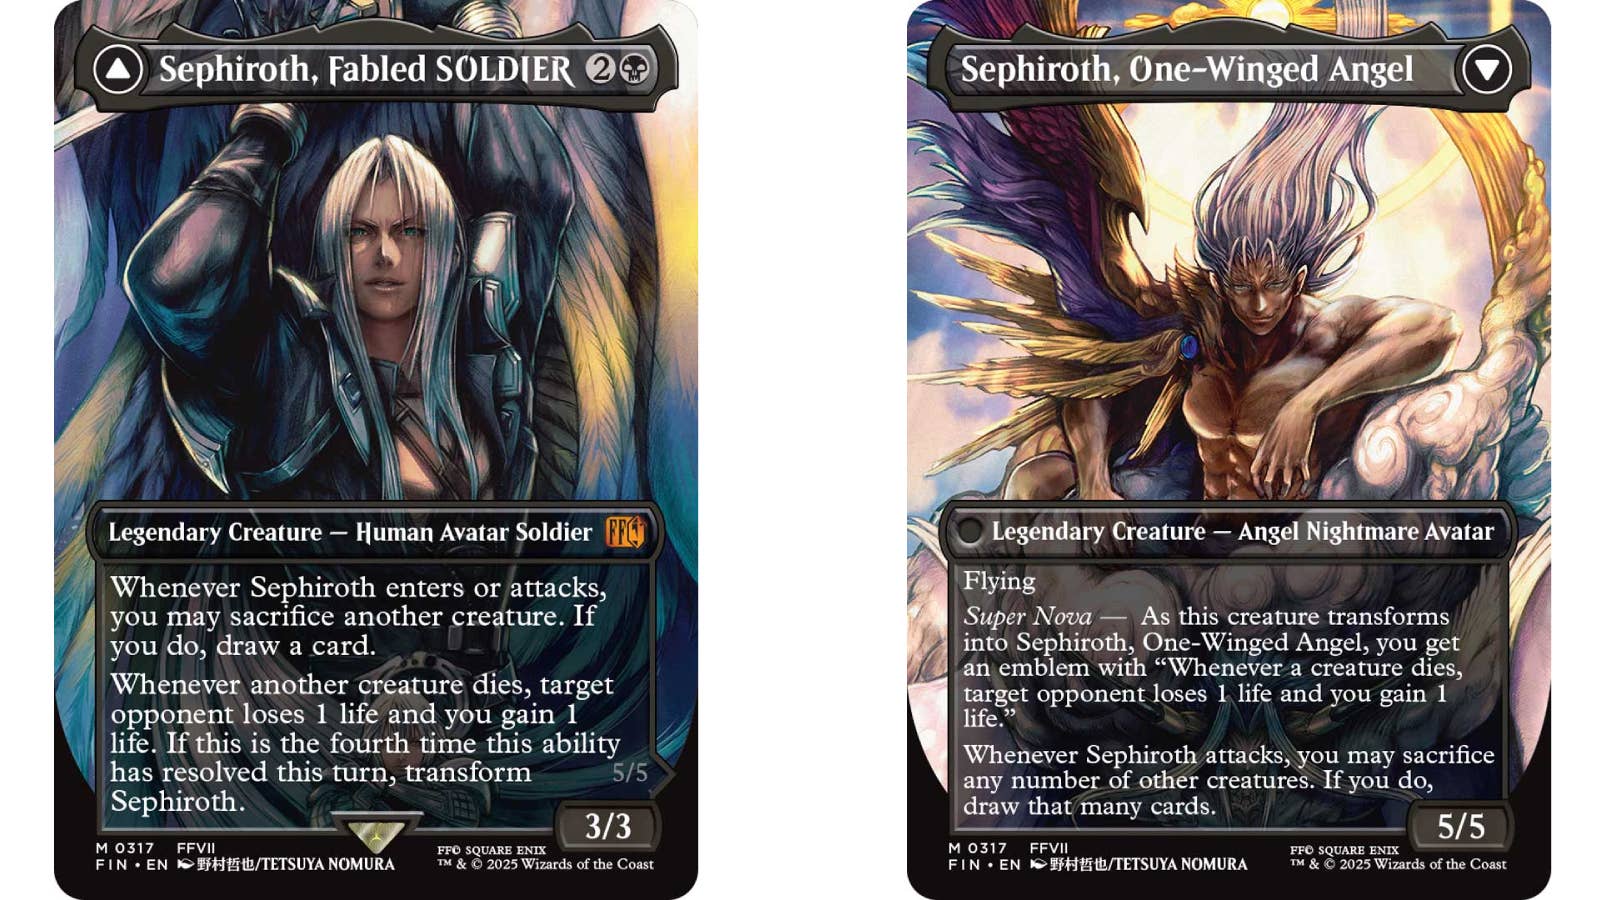 Sephiroth, Fabled SOLDIER 2
Legendary Creature — Human Avatar Soldier FF
Whenever Sephiroth enters or attacks,
you may sacrifice another creature. If
you do, draw a card.
Whenever another creature dies, target
opponent loses 1 life and you gain 1
life. If this is the fourth time this ability
has resolved this turn, transform
Sephiroth.
5/5
3/3
M 0317 FFVII
FIN • EN 野村哲也/TETSUYA NOMURA
FF© SQUARE ENIX
™ & © 2025 Wizards of the Coast
Sephiroth, One-Winged Angel
Legendary Creature — Angel Nightmare Avatar
Flying
Super Nova — As this creature transforms
into Sephiroth, One-Winged Angel, you get
an emblem with “Whenever a creature dies,
target opponent loses 1 life and you gain 1
life.”
Whenever Sephiroth attacks, you may sacrifice
any number of other creatures. If you do,
draw that many cards.
5/5
M 0317 FFVII
FIN • EN 野村哲也/TETSUYA NOMURA
FF© SQUARE ENIX
™ & © 2025 Wizards of the Coast